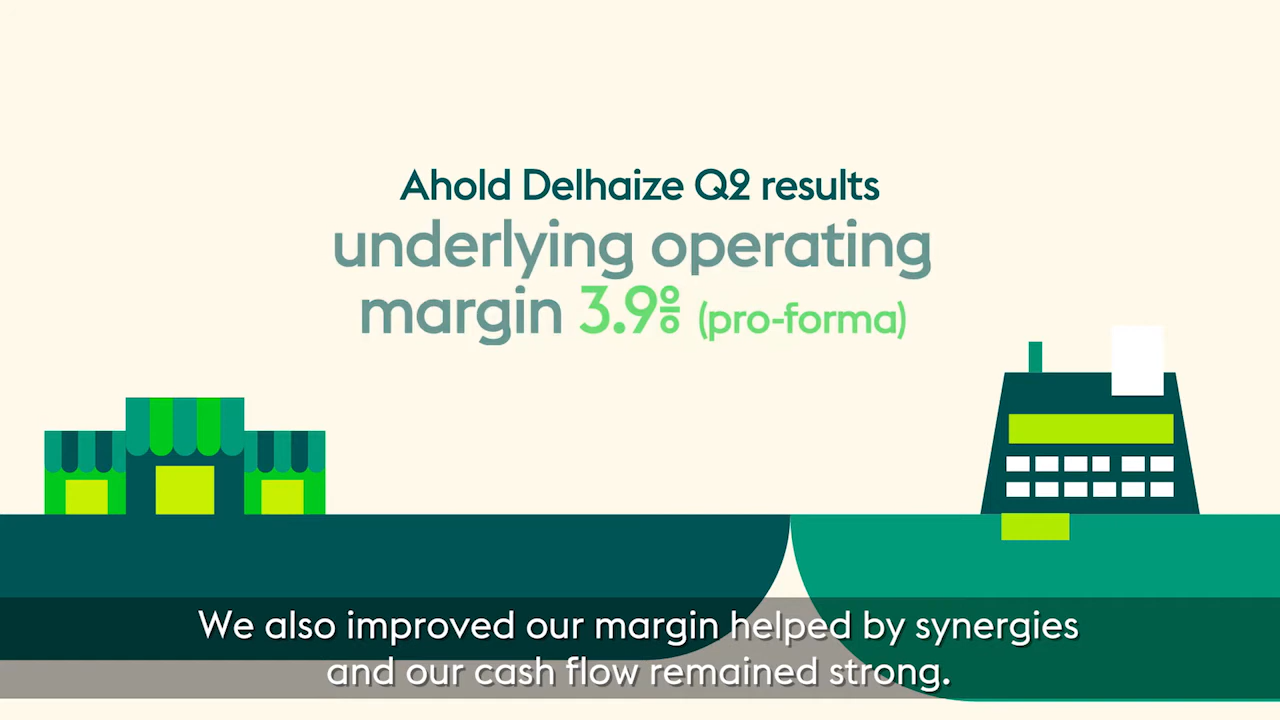 Ahold Delhaize Q2 results
underlying operating
margin 3.9% (pro-forma)
We also improved our margin helped by synergies
and our cash flow remained strong.